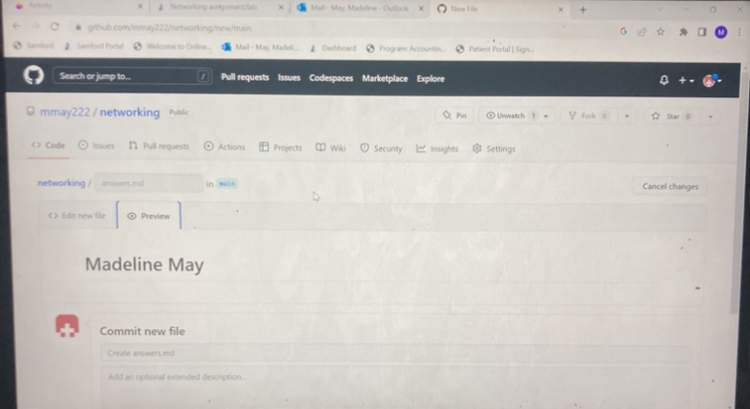 Activity Networking assignment/lab Mail - May, Madeline - Outlook New File
github.com/mmay222/networking/new/main
Samford Samford Portal Welcome to Online... Mail - May, Madeli... Dashboard Program: Accountin... Patient Portal | Sign...
Search or jump to... / Pull requests Issues Codespaces Marketplace Explore
mmay222 / networking Public Pin Unwatch 1 Fork 0 Star 0
Code Issues Pull requests Actions Projects Wiki Security Insights Settings
networking / answers.md in main Cancel changes
Edit new file Preview
Madeline May
Commit new file
Create answers.md
Add an optional extended description...